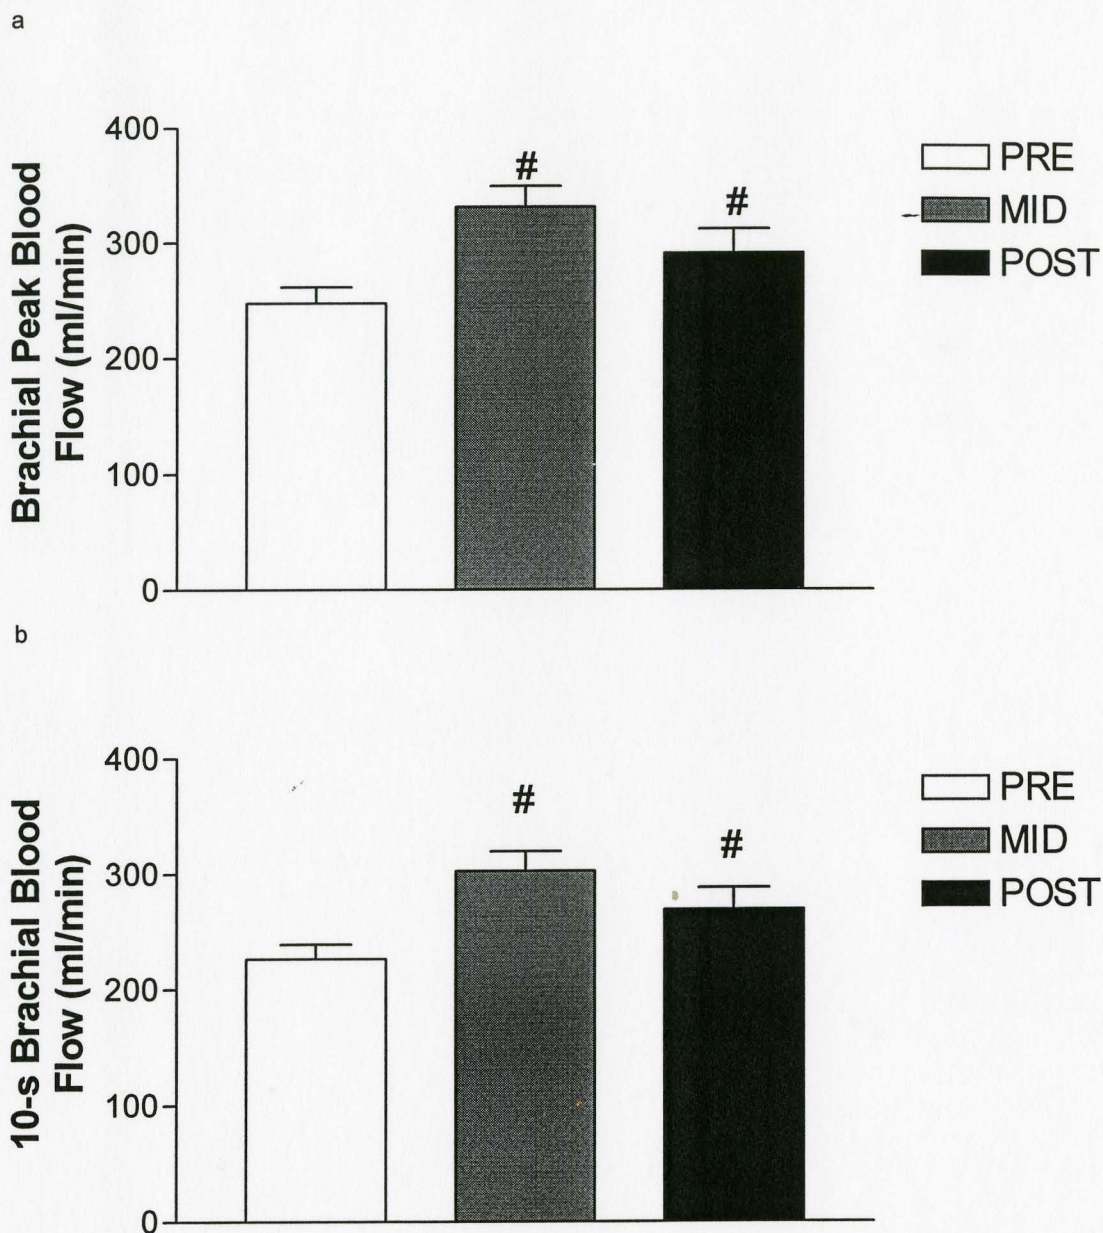 a
400
300
200
100
0
Brachial Peak Blood
Flow (ml/min)
#
#
PRE
MID
POST
b
400
300
200
100
0
10-s Brachial Blood
Flow (ml/min)
#
#
PRE
MID
POST